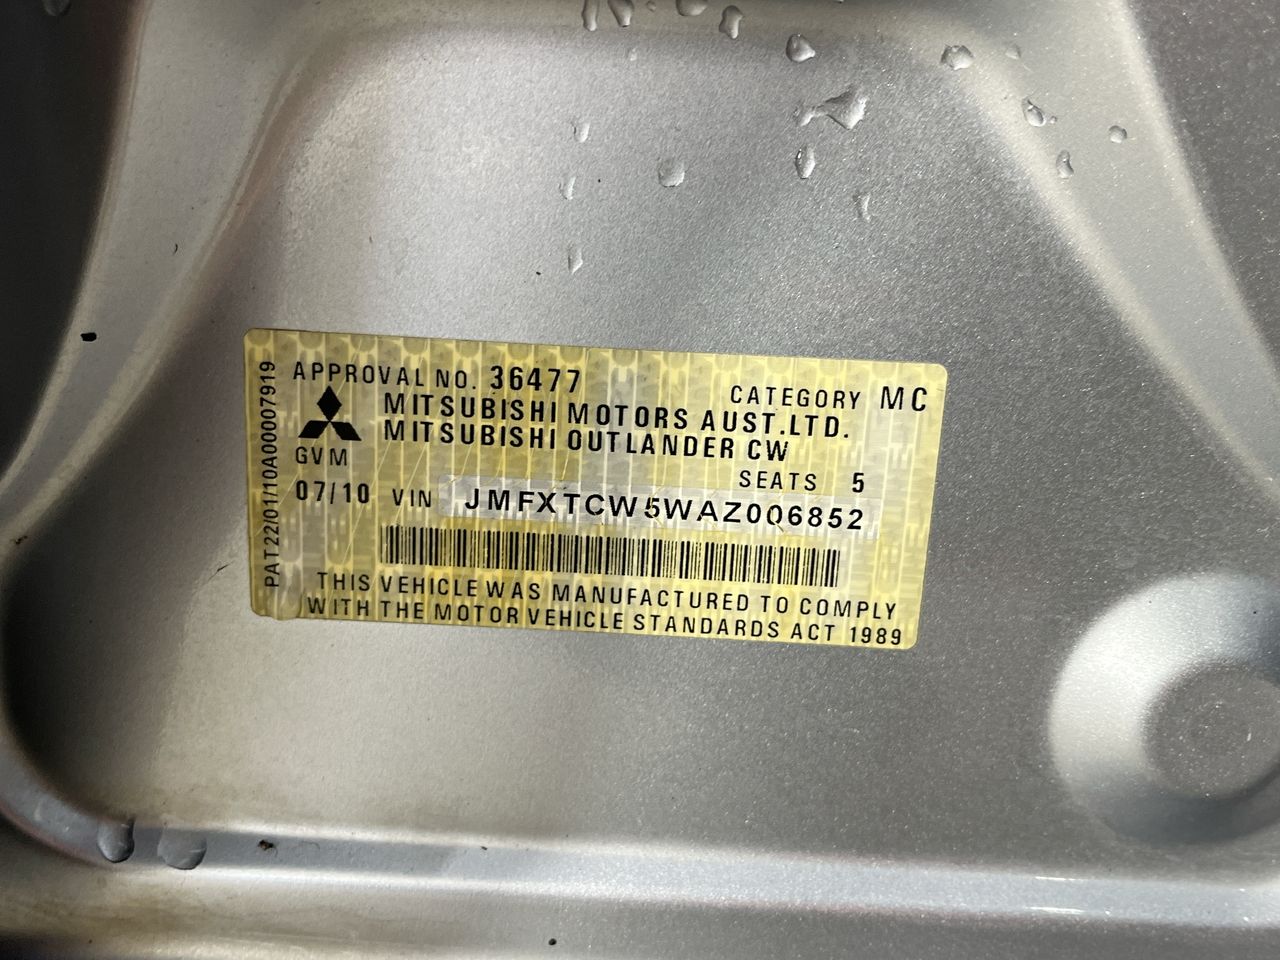 APPROVAL NO. 36477
CATEGORY MC
MITSUBISHI MOTORS AUST.LTD.
MITSUBISHI OUTLANDER CW
GVM
SEATS 5
07/10 VIN JMFXTCW5WAZ006852
THIS VEHICLE WAS MANUFACTURED TO COMPLY
WITH THE MOTOR VEHICLE STANDARDS ACT 1989
PAT22/01/10A00007919